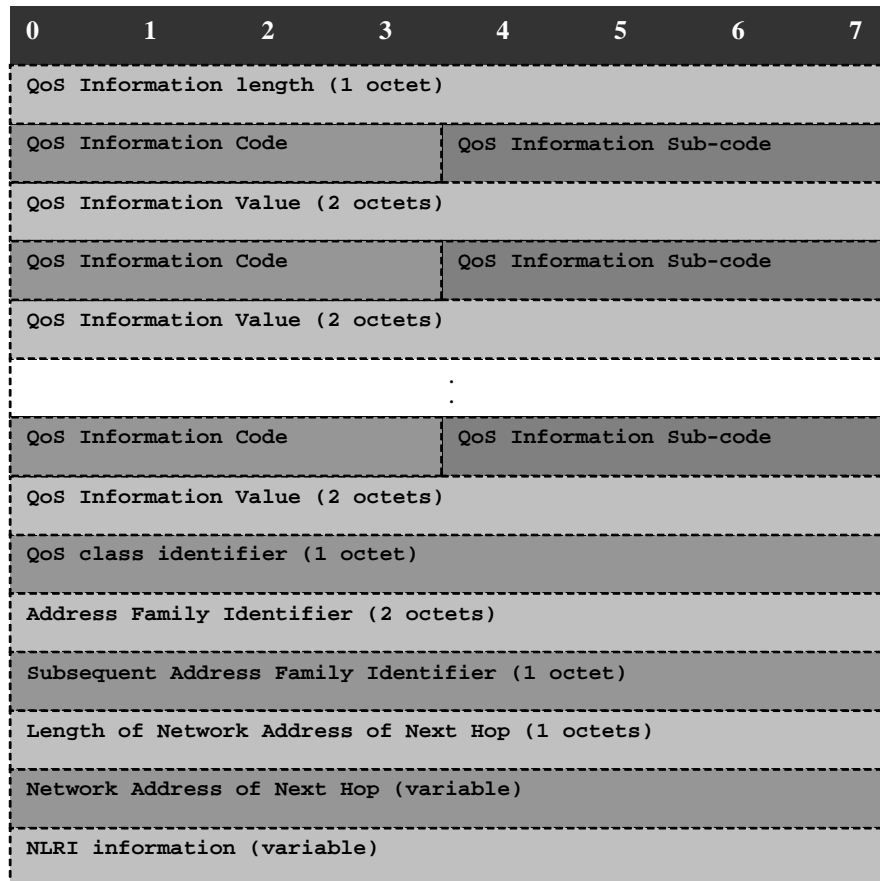 0 1 2 3 4 5 6 7
QoS Information length (1 octet)
QoS Information Code QoS Information Sub-code
QoS Information Value (2 octets)
QoS Information Code QoS Information Sub-code
QoS Information Value (2 octets)
.
.
QoS Information Code QoS Information Sub-code
QoS Information Value (2 octets)
QoS class identifier (1 octet)
Address Family Identifier (2 octets)
Subsequent Address Family Identifier (1 octet)
Length of Network Address of Next Hop (1 octets)
Network Address of Next Hop (variable)
NLRI information (variable)